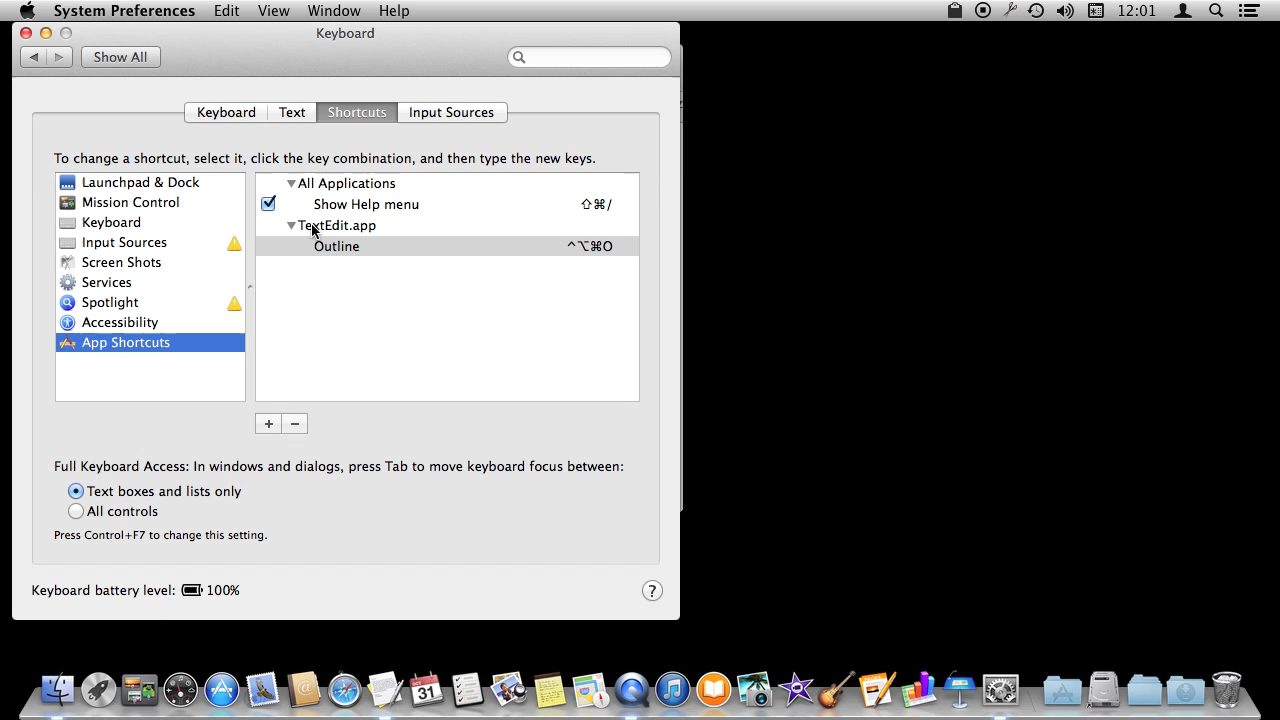 System Preferences Edit View Window Help 12:01
Keyboard
Show All
Keyboard Text Shortcuts Input Sources
To change a shortcut, select it, click the key combination, and then type the new keys.
Launchpad & Dock
Mission Control
Keyboard
Input Sources
Screen Shots
Services
Spotlight
Accessibility
App Shortcuts
All Applications
Show Help menu ⇧⌘/
TextEdit.app
Outline ^⌥⌘O
+ −
Full Keyboard Access: In windows and dialogs, press Tab to move keyboard focus between:
Text boxes and lists only
All controls
Press Control+F7 to change this setting.
Keyboard battery level: 100%
?
31